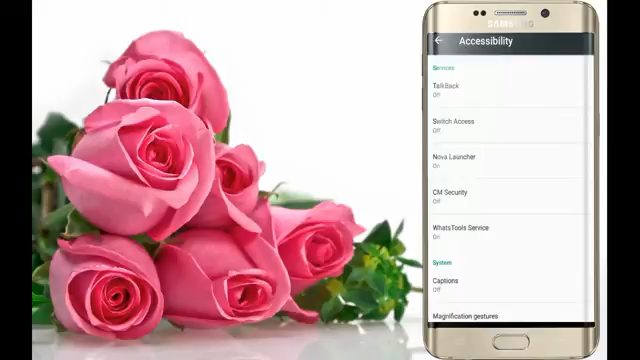 SAMSUNG
Accessibility
Services
TalkBack
Off
Switch Access
Off
Nova Launcher
On
CM Security
Off
WhatsTools Service
On
System
Captions
Off
Magnification gestures